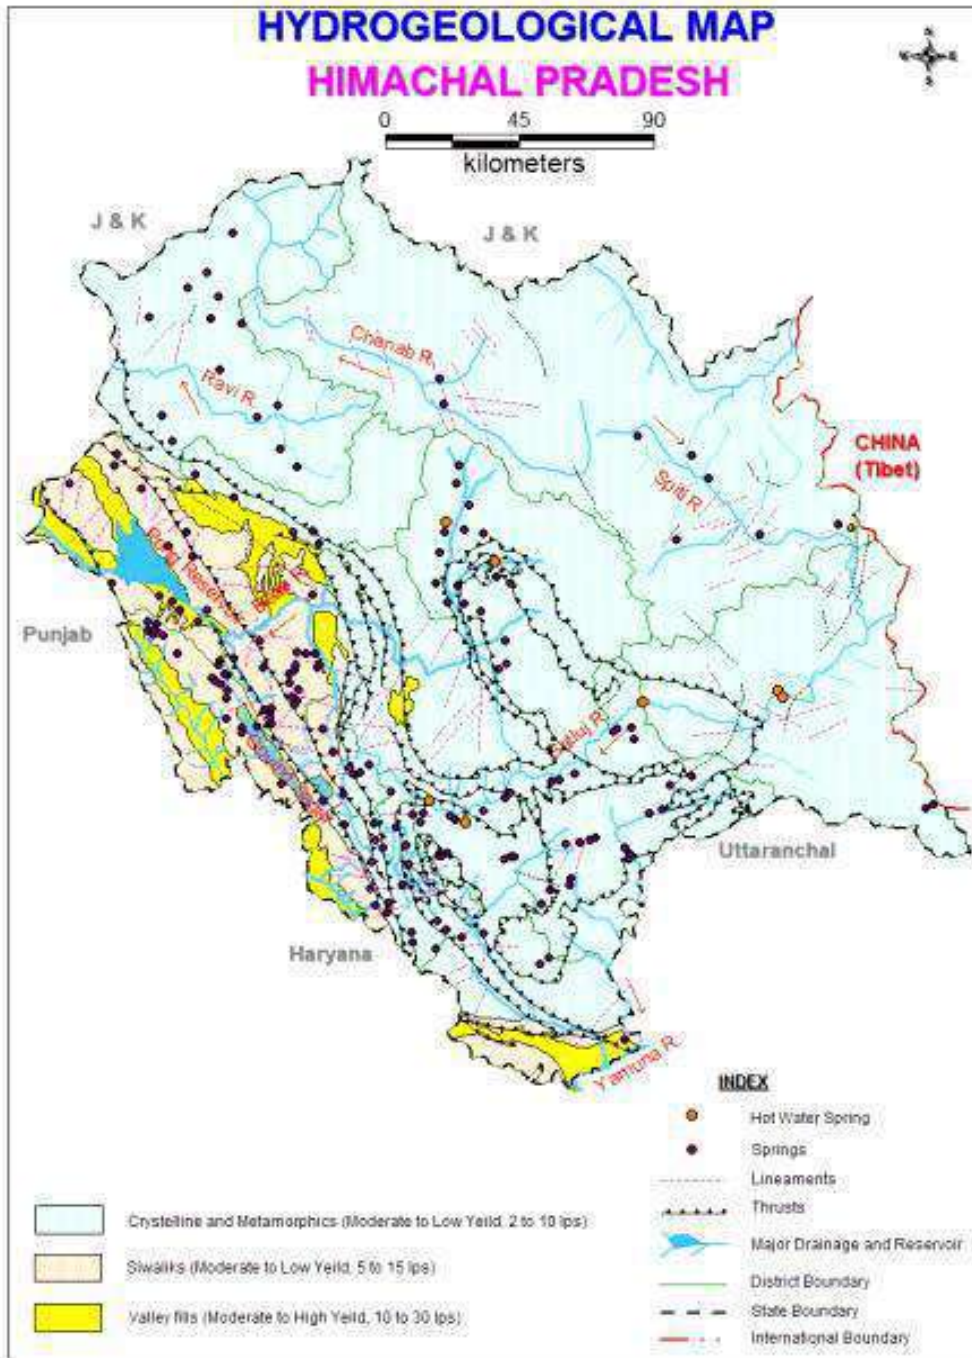 HYDROGEOLOGICAL MAP
HIMACHAL PRADESH
N
W E
S
0 45 90
kilometers
J & K
J & K
Chanab R.
Ravi R.
CHINA
(Tibet)
Spiti R.
Punjab
Satluj R.
Uttaranchal
Haryana
Yamuna R.
INDEX
Hot Water Spring
Springs
Lineaments
Thrusts
Major Drainage and Reservoir
District Boundary
State Boundary
International Boundary
Crystelline and Metamorphics (Moderate to Low Yeild, 2 to 10 lps)
Siwaliks (Moderate to Low Yeild, 5 to 15 lps)
Valley fills (Moderate to High Yeild, 10 to 30 lps)